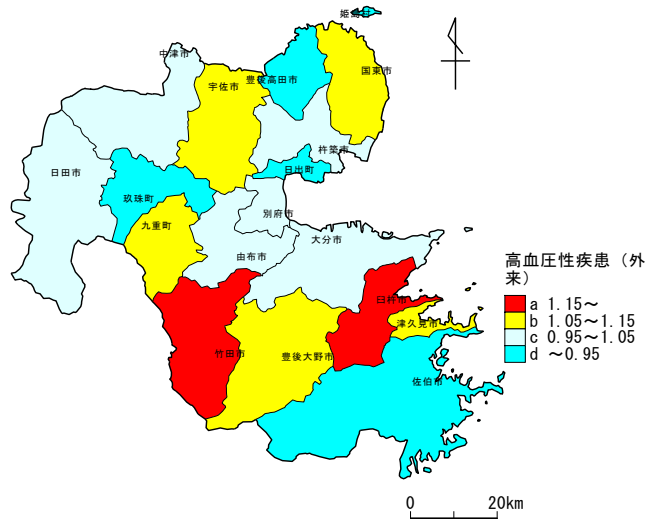 姫島村
中津市
国東市
宇佐市
豊後高田市
杵築市
日田市
日出町
玖珠町
別府市
九重町
大分市
由布市
高血圧性疾患（外
来）
臼杵市
a 1.15～
b 1.05～1.15
c 0.95～1.05
d ～0.95
津久見市
竹田市
豊後大野市
佐伯市
0 20km